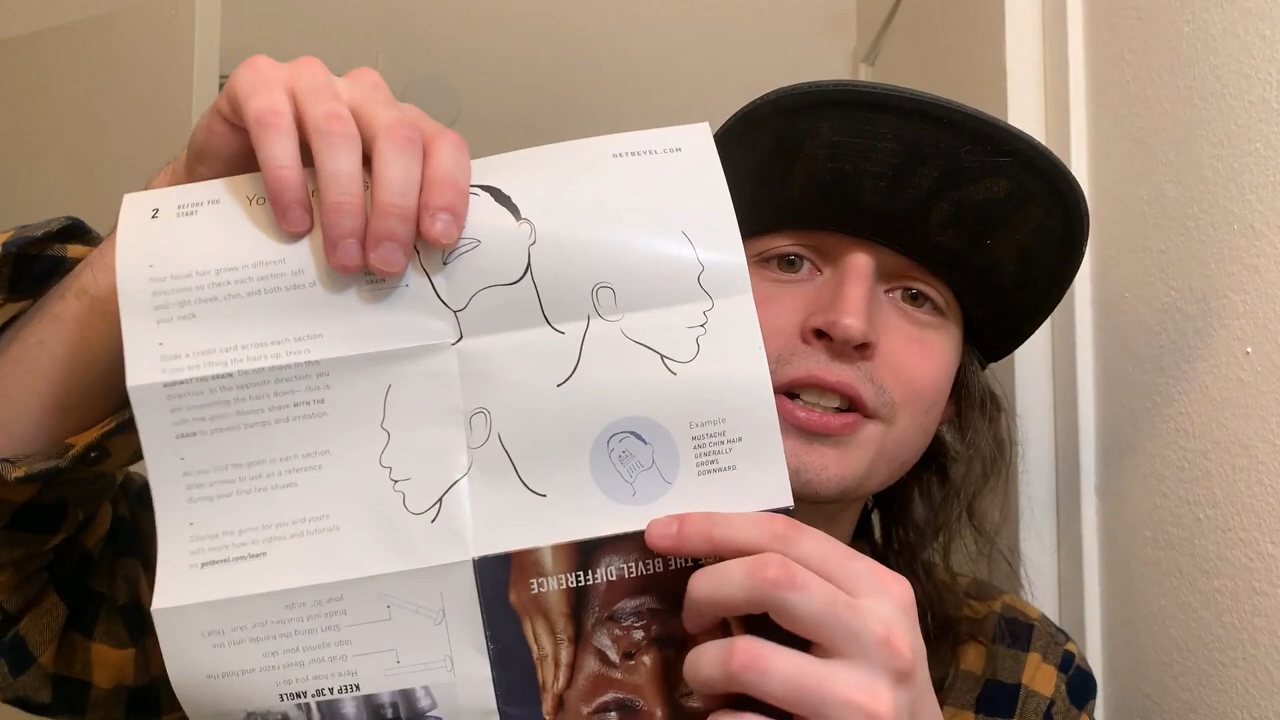 GETBEVEL.COM
2
BEFORE YOU
START
Yo
-
Your facial hair grows in different
directions so check each section: left
and right cheek, chin, and both sides of
your neck.
GRAIN
-
Slide a credit card across each section.
If you are lifting the hairs up, this is
AGAINST THE GRAIN. Do not shave in this
direction. In the opposite direction, you
are smoothing the hairs down— this is
with the grain. Always shave WITH THE
GRAIN to prevent bumps and irritation.
-
As you find the grain in each section,
draw arrows to use as a reference
during your first few shaves.
-
Change the game for you and yours
with more how-to videos and tutorials
on getbevel.com/learn
Example
MUSTACHE
AND CHIN HAIR
GENERALLY
GROWS
DOWNWARD.
THE BEVEL DIFFERENCE
KEEP A 30° ANGLE
Here's how you do it
Grab your Bevel razor and hold the
logo against your skin
Start tilting the handle until the
blade just touches your skin. That's
your 30° angle